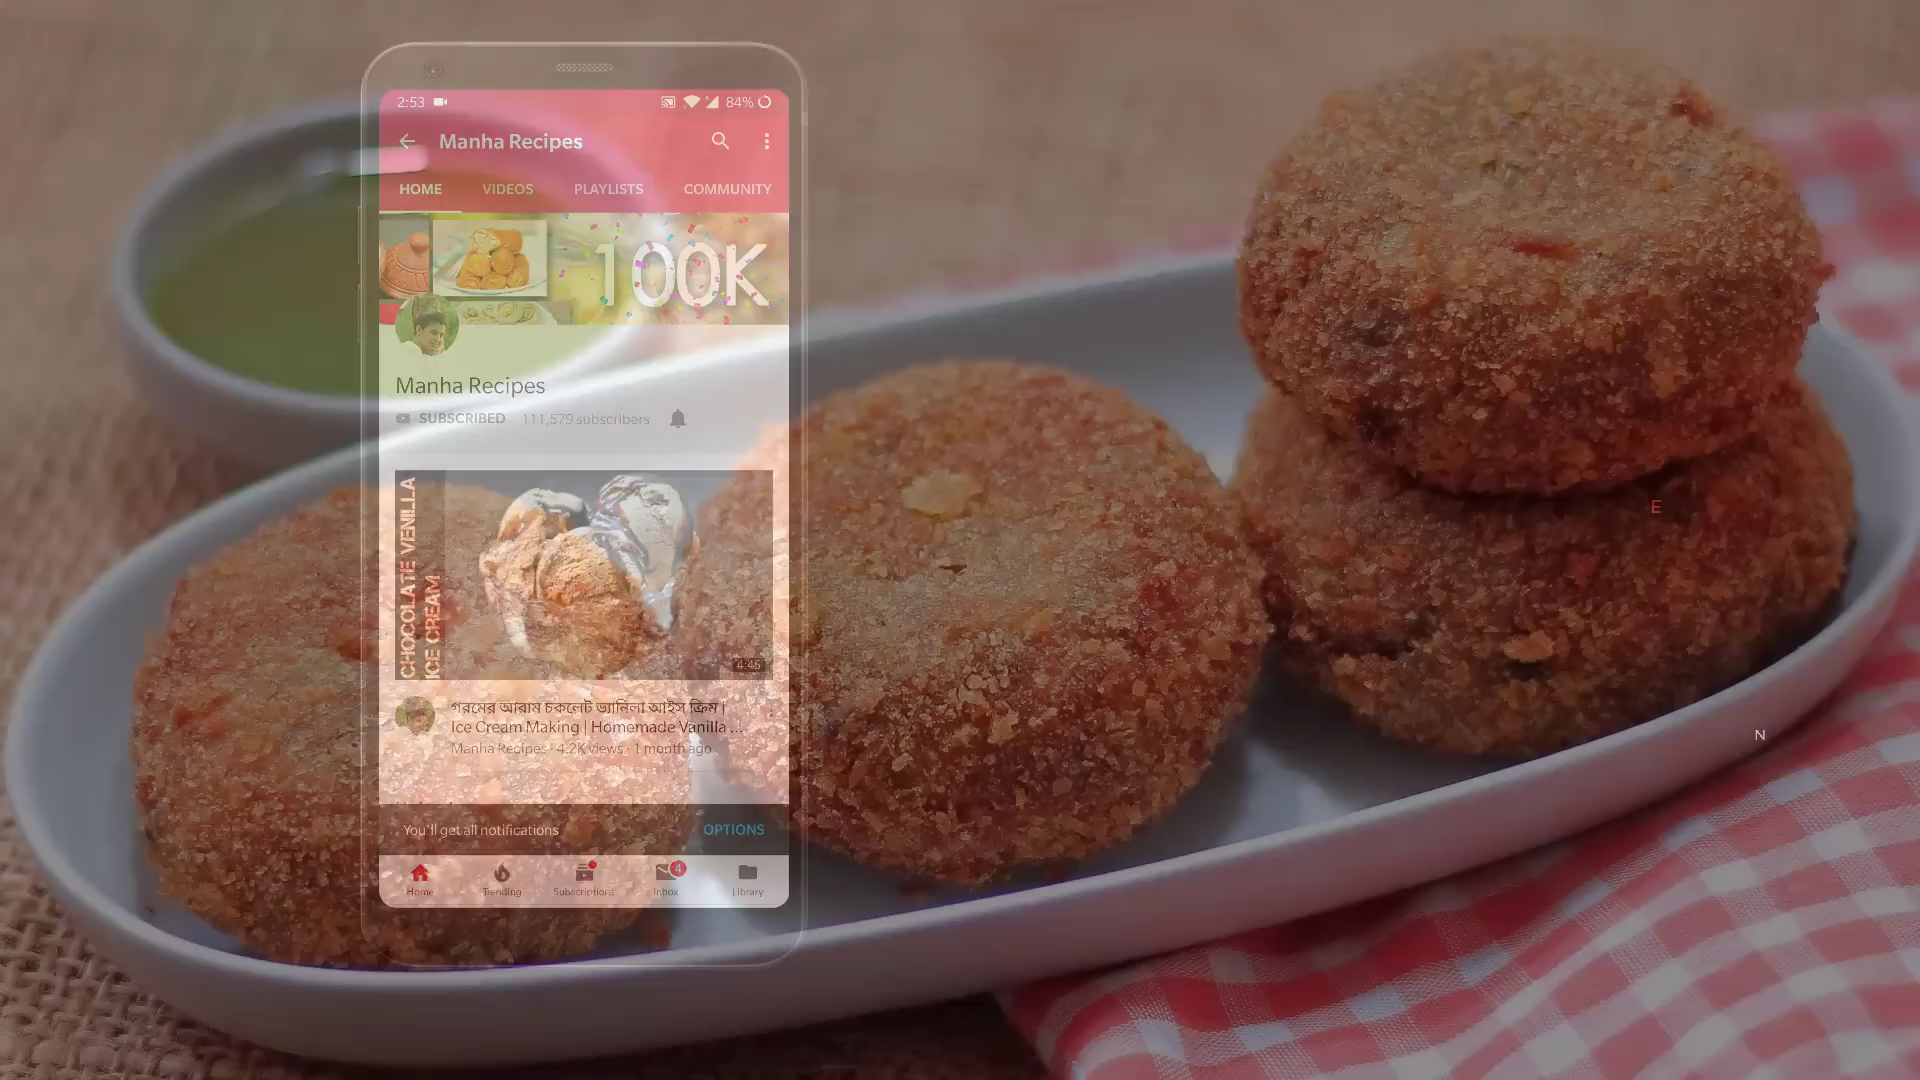 2:53
84%
Manha Recipes
HOME VIDEOS PLAYLISTS COMMUNITY
100K
Manha Recipes
SUBSCRIBED 111,579 subscribers
CHOCOLATE VENILLA
ICE CREAM
4:45
গরমের আরাম চকলেট ভ্যানিলা আইস ক্রিম |
Ice Cream Making | Homemade Vanilla ...
Manha Recipes · 4.2K views · 1 month ago
You'll get all notifications OPTIONS
4
Home Trending Subscriptions Inbox Library
E
N